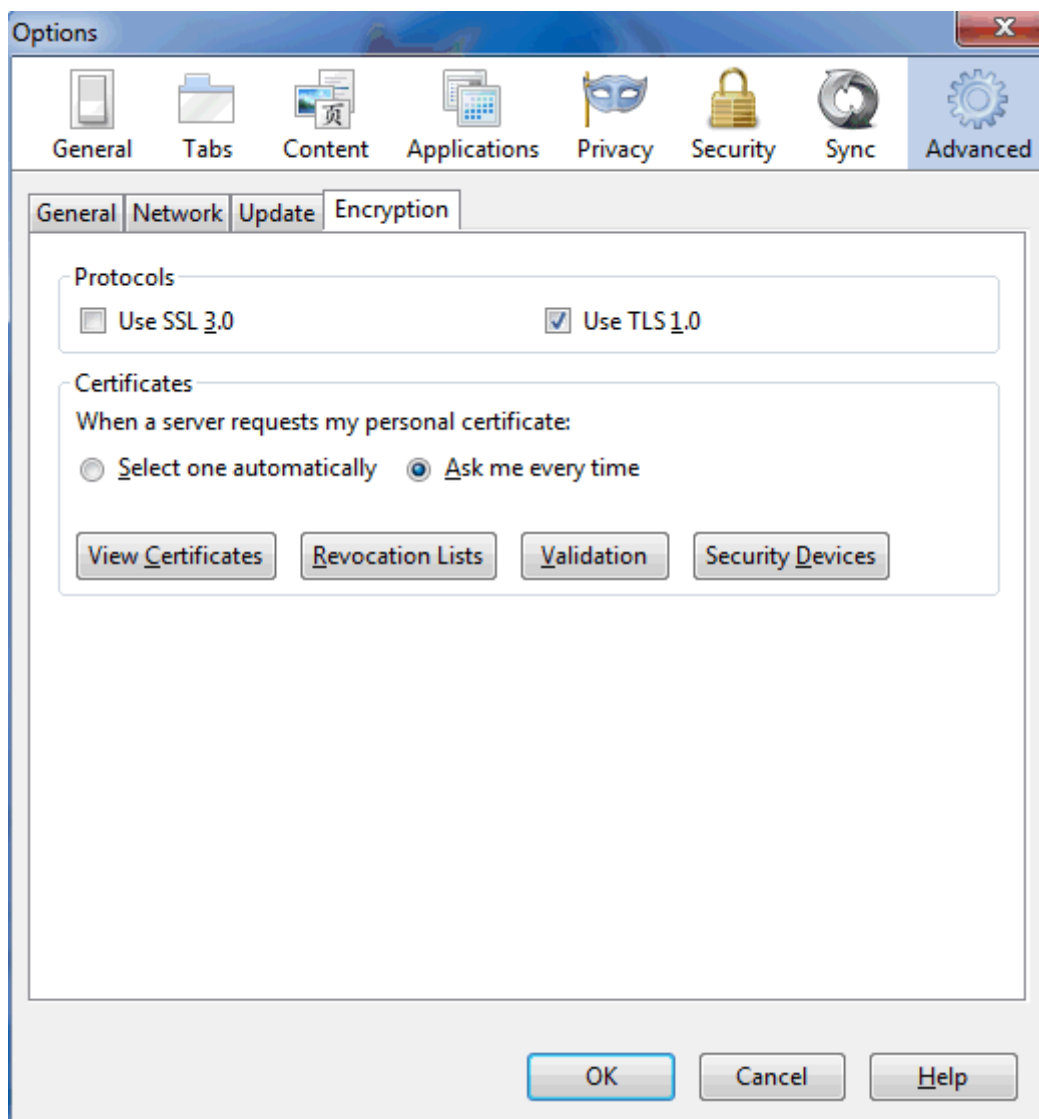 Options
页
General Tabs Content Applications Privacy Security Sync Advanced
General Network Update Encryption
Protocols
Use SSL 3.0 Use TLS 1.0
Certificates
When a server requests my personal certificate:
Select one automatically Ask me every time
View Certificates Revocation Lists Validation Security Devices
OK Cancel Help